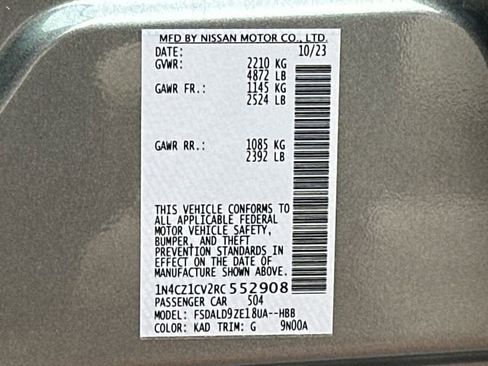 MFD BY NISSAN MOTOR CO., LTD.
DATE: 10/23
GVWR: 2210 KG
4872 LB
GAWR FR.: 1145 KG
2524 LB
GAWR RR.: 1085 KG
2392 LB
THIS VEHICLE CONFORMS TO
ALL APPLICABLE FEDERAL
MOTOR VEHICLE SAFETY,
BUMPER, AND THEFT
PREVENTION STANDARDS IN
EFFECT ON THE DATE OF
MANUFACTURE SHOWN ABOVE.
1N4CZ1CV2RC552908
PASSENGER CAR 504
MODEL: FSDALD9ZE18UA--HBB
COLOR: KAD TRIM: G 9N00A